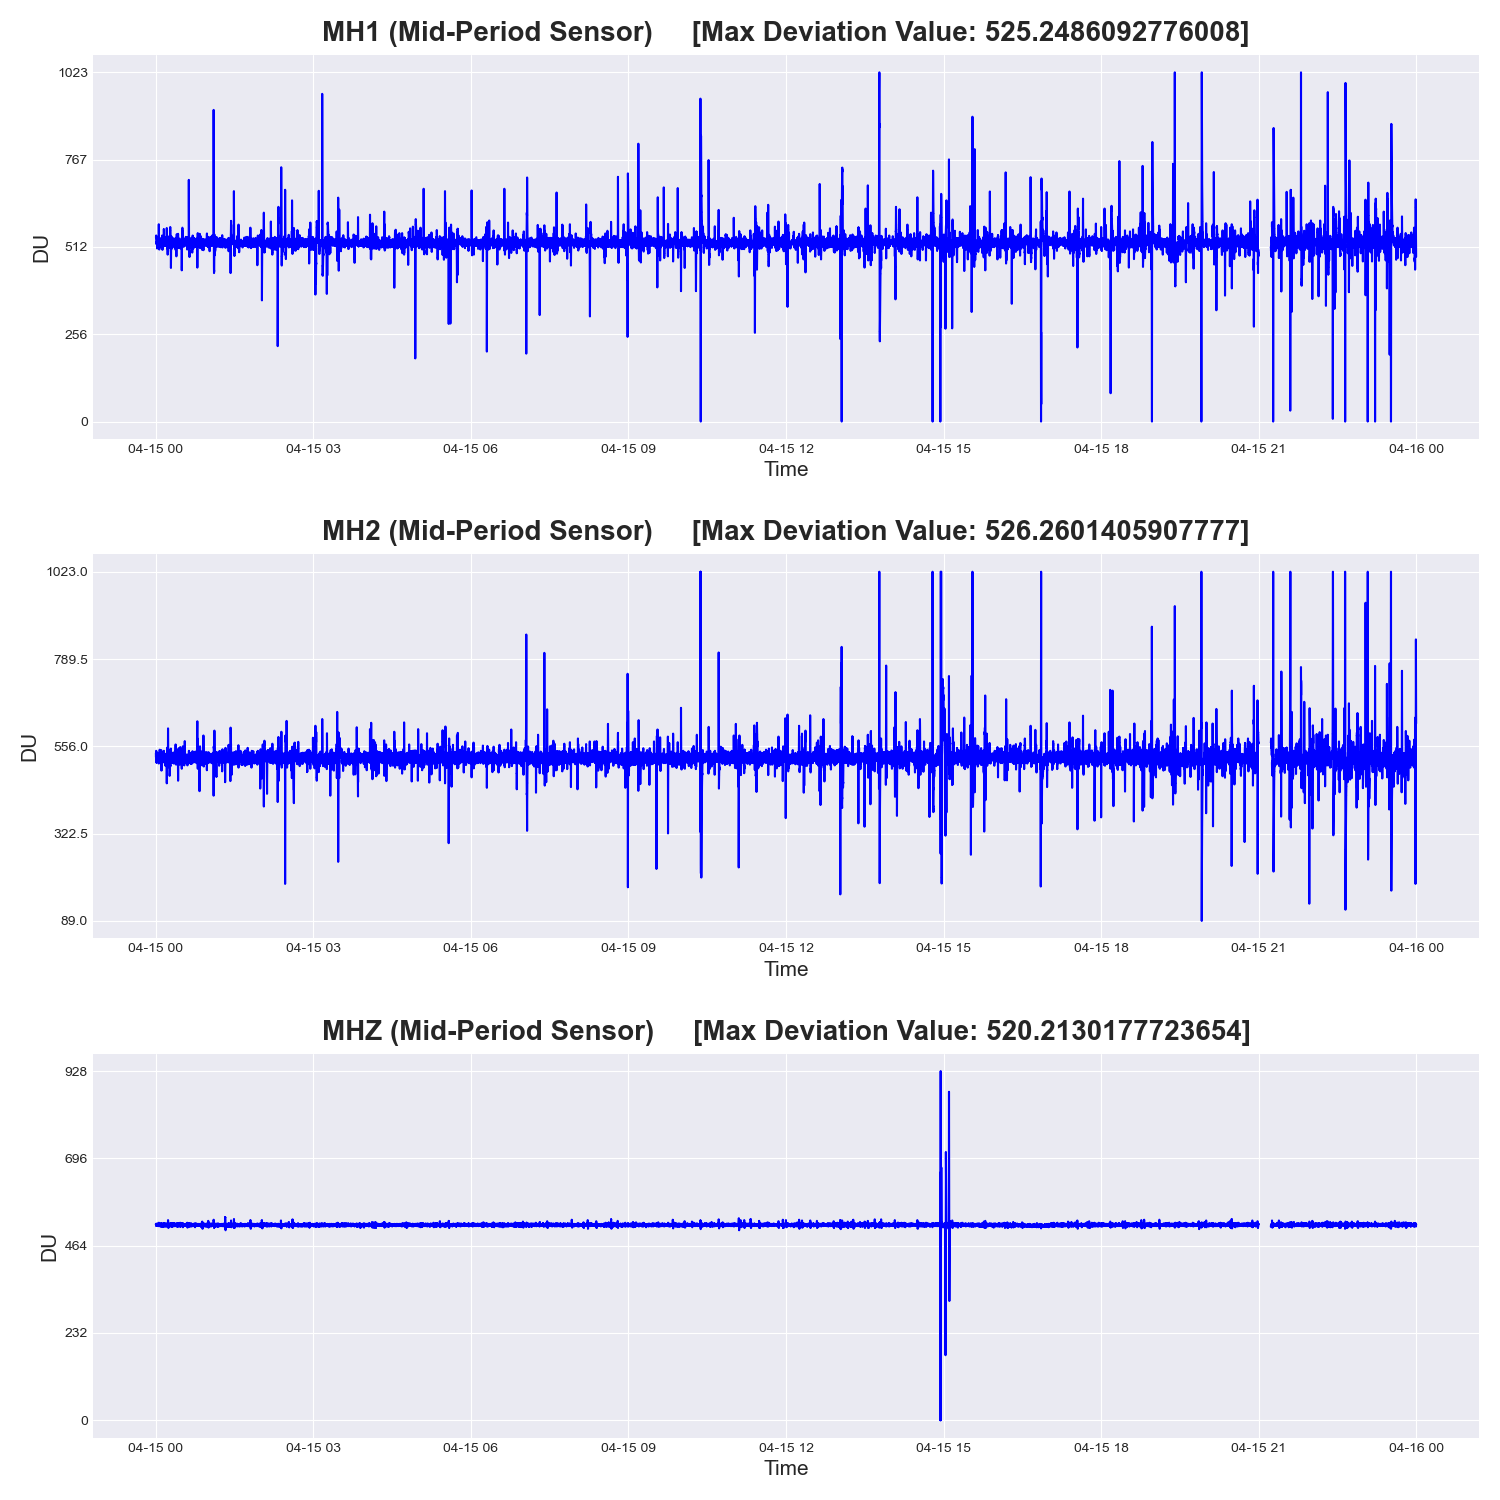 MH1 (Mid-Period Sensor) [Max Deviation Value: 525.2486092776008]
1023
767
512
256
0
DU
04-15 00 04-15 03 04-15 06 04-15 09 04-15 12 04-15 15 04-15 18 04-15 21 04-16 00
Time
MH2 (Mid-Period Sensor) [Max Deviation Value: 526.2601405907777]
1023.0
789.5
556.0
322.5
89.0
DU
04-15 00 04-15 03 04-15 06 04-15 09 04-15 12 04-15 15 04-15 18 04-15 21 04-16 00
Time
MHZ (Mid-Period Sensor) [Max Deviation Value: 520.2130177723654]
928
696
464
232
0
DU
04-15 00 04-15 03 04-15 06 04-15 09 04-15 12 04-15 15 04-15 18 04-15 21 04-16 00
Time